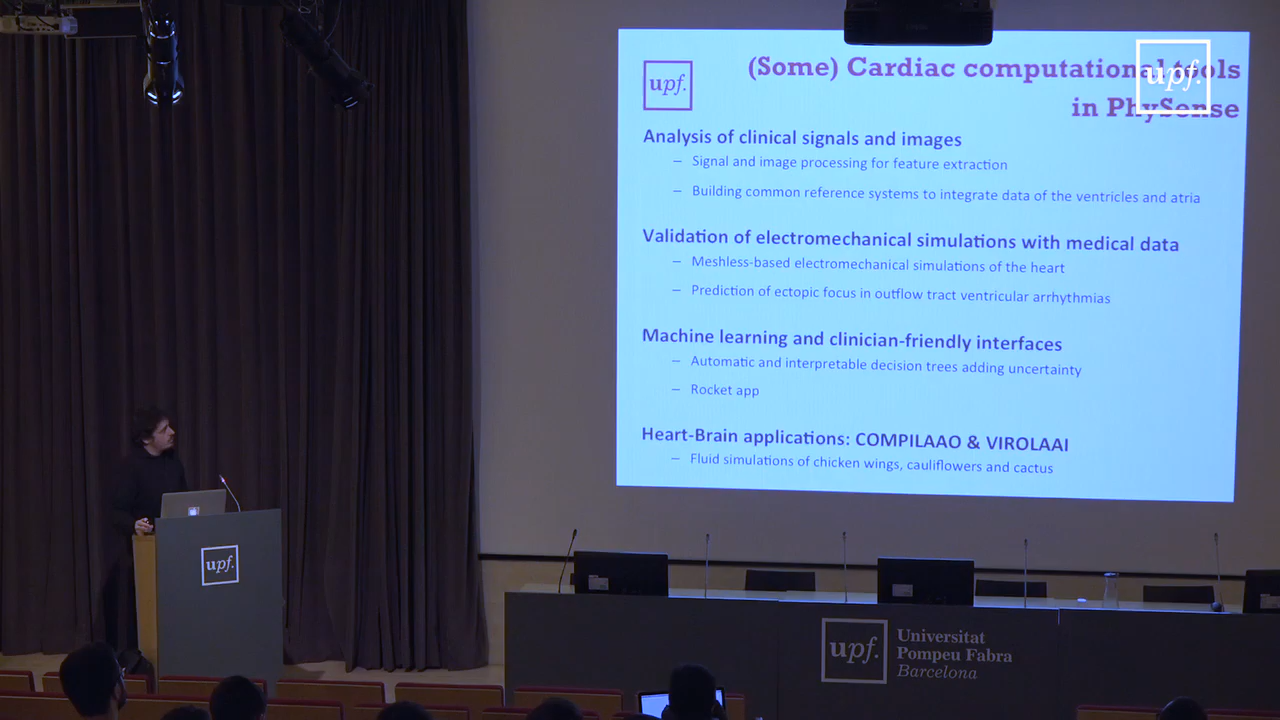 upf.
(Some) Cardiac computational tools
in PhySense
upf.
Analysis of clinical signals and images
– Signal and image processing for feature extraction
– Building common reference systems to integrate data of the ventricles and atria
Validation of electromechanical simulations with medical data
– Meshless-based electromechanical simulations of the heart
– Prediction of ectopic focus in outflow tract ventricular arrhythmias
Machine learning and clinician-friendly interfaces
– Automatic and interpretable decision trees adding uncertainty
– Rocket app
Heart-Brain applications: COMPILAAO & VIROLAAI
– Fluid simulations of chicken wings, cauliflowers and cactus
upf.
upf.
Universitat
Pompeu Fabra
Barcelona